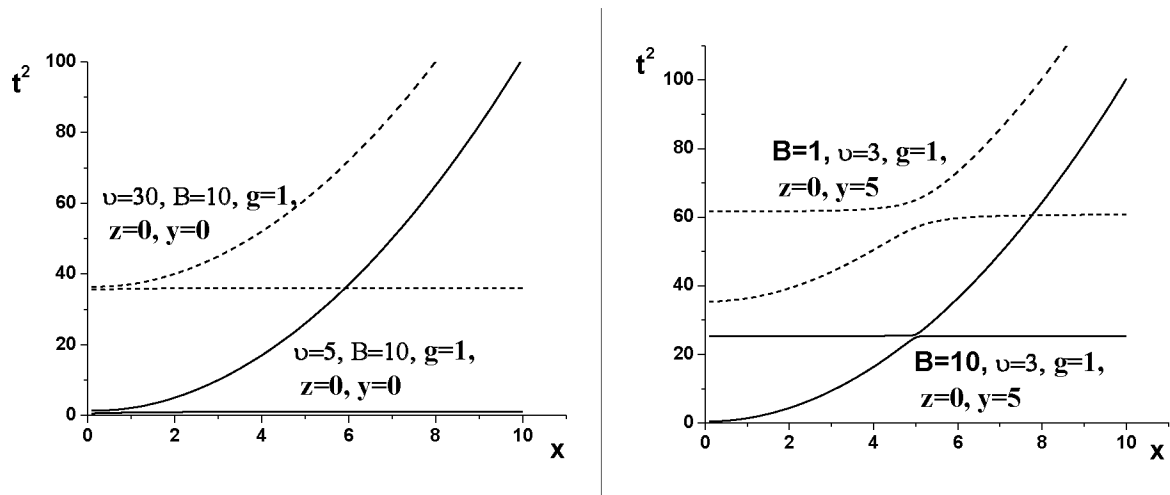 t²
100
80
60
40
20
0
υ=30, B=10, g=1,
z=0, y=0
υ=5, B=10, g=1,
z=0, y=0
0 2 4 6 8 10
x
t²
100
80
60
40
20
0
B=1, υ=3, g=1,
z=0, y=5
B=10, υ=3, g=1,
z=0, y=5
0 2 4 6 8 10
x